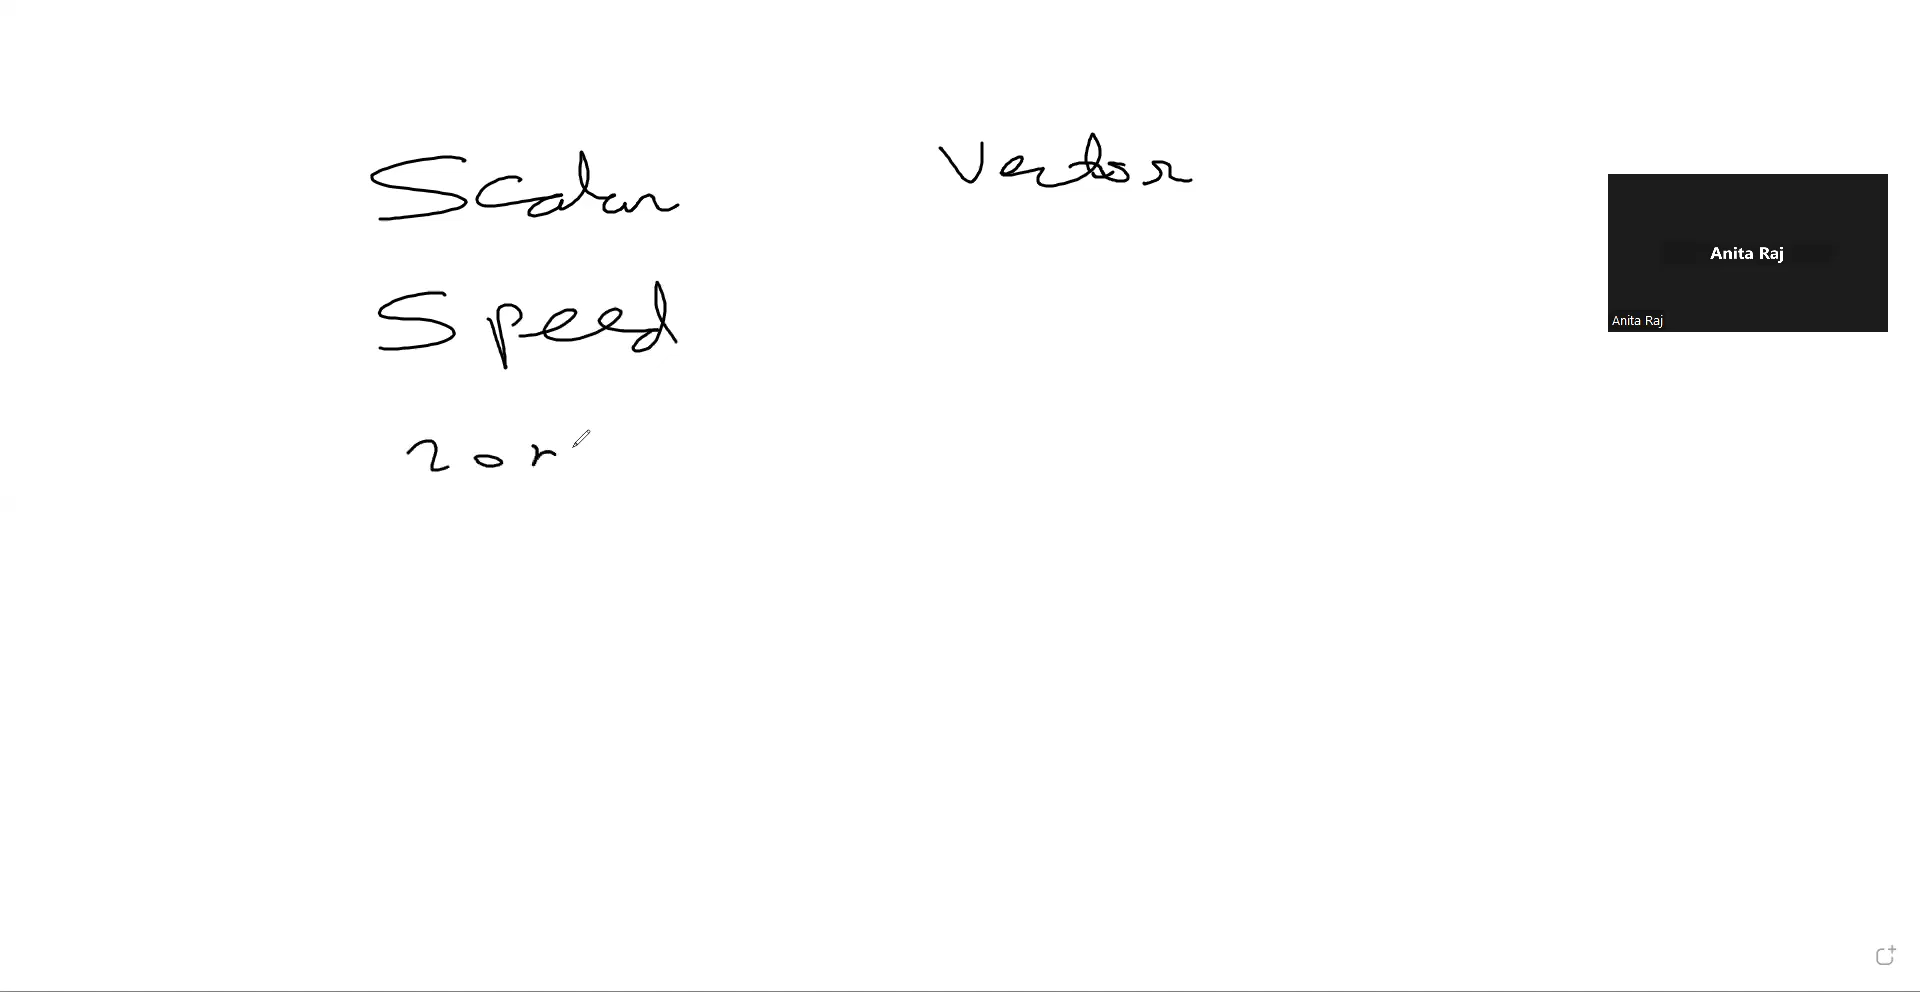 Scalar Vector
Speed
20 m
Anita Raj
Anita Raj